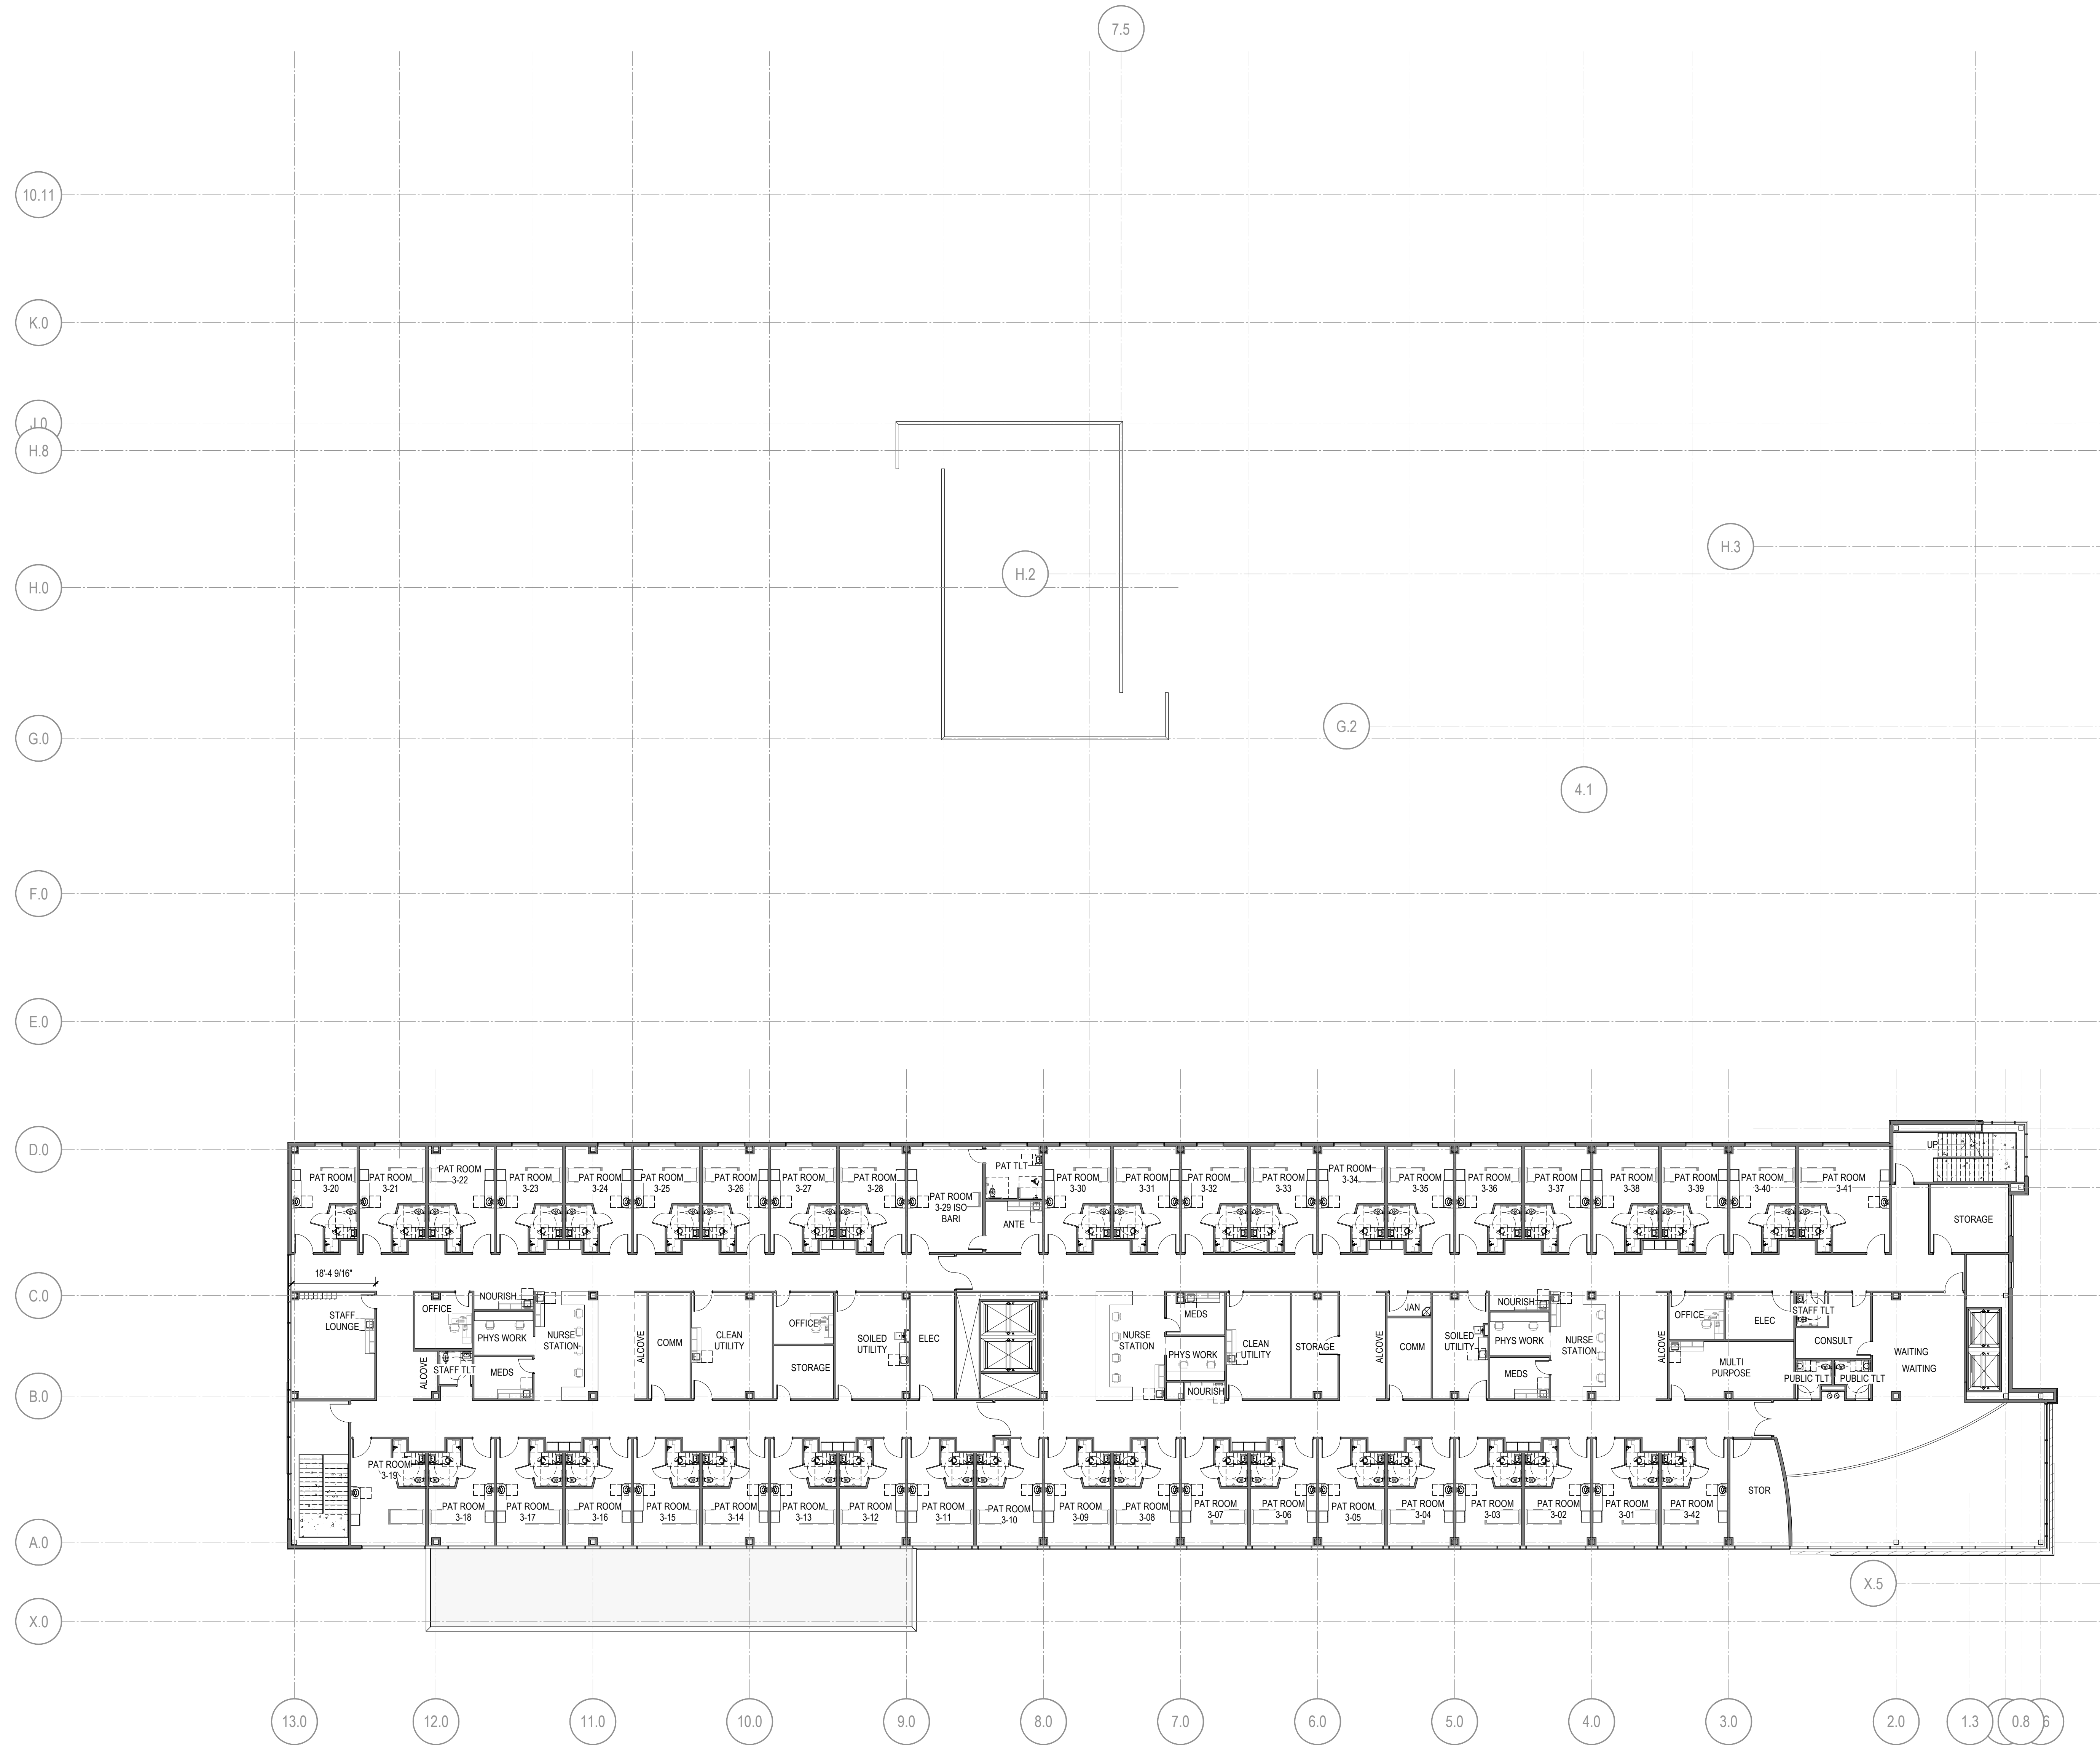 7.5
10.11
K.0
J.0
H.8
H.3
H.2
H.0
G.2
G.0
4.1
F.0
E.0
D.0
UP
PAT ROOM
3-20
PAT ROOM
3-21
PAT ROOM
3-22
PAT ROOM
3-23
PAT ROOM
3-24
PAT ROOM
3-25
PAT ROOM
3-26
PAT ROOM
3-27
PAT ROOM
3-28
PAT ROOM
3-29 ISO
BARI
PAT TLT
ANTE
PAT ROOM
3-30
PAT ROOM
3-31
PAT ROOM
3-32
PAT ROOM
3-33
PAT ROOM
3-34
PAT ROOM
3-35
PAT ROOM
3-36
PAT ROOM
3-37
PAT ROOM
3-38
PAT ROOM
3-39
PAT ROOM
3-40
PAT ROOM
3-41
STORAGE
18'-4 9/16"
C.0
STAFF
LOUNGE
OFFICE
ALCOVE
STAFF TLT
NOURISH
PHYS WORK
MEDS
NURSE
STATION
ALCOVE
COMM
CLEAN
UTILITY
OFFICE
STORAGE
SOILED
UTILITY
ELEC
NURSE
STATION
MEDS
PHYS WORK
NOURISH
CLEAN
UTILITY
STORAGE
ALCOVE
JAN
COMM
SOILED
UTILITY
NOURISH
PHYS WORK
MEDS
NURSE
STATION
ALCOVE
OFFICE
ELEC
MULTI
PURPOSE
STAFF TLT
CONSULT
PUBLIC TLT
PUBLIC TLT
WAITING
WAITING
B.0
PAT ROOM
3-19
PAT ROOM
3-18
PAT ROOM
3-17
PAT ROOM
3-16
PAT ROOM
3-15
PAT ROOM
3-14
PAT ROOM
3-13
PAT ROOM
3-12
PAT ROOM
3-11
PAT ROOM
3-10
PAT ROOM
3-09
PAT ROOM
3-08
PAT ROOM
3-07
PAT ROOM
3-06
PAT ROOM
3-05
PAT ROOM
3-04
PAT ROOM
3-03
PAT ROOM
3-02
PAT ROOM
3-01
PAT ROOM
3-42
STOR
A.0
X.5
X.0
13.0
12.0
11.0
10.0
9.0
8.0
7.0
6.0
5.0
4.0
3.0
2.0
1.3
0.8